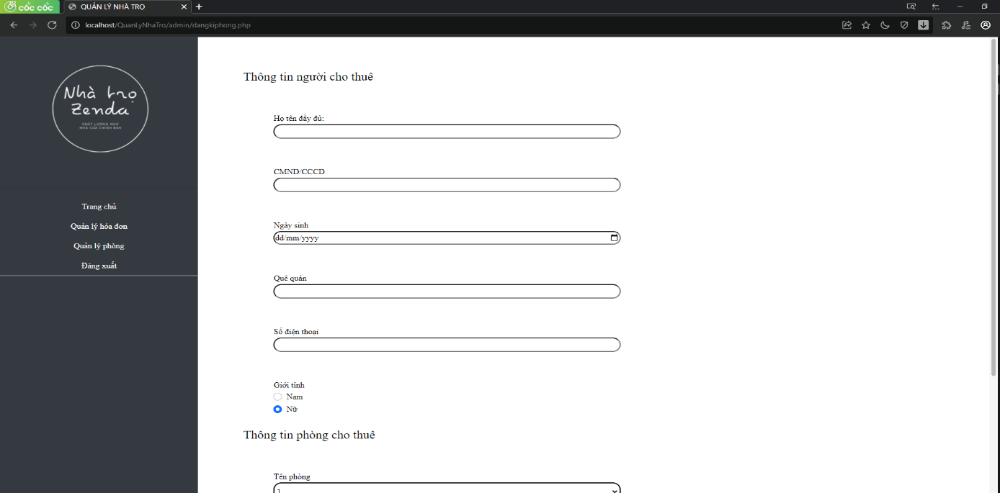 cốc cốc
QUẢN LÝ NHÀ TRỌ
localhost/QuanLyNhaTro/admin/dangkiphong.php
Nhà trọ
Zenda
CHẤT LƯỢNG NHƯ
NHÀ CỦA CHÍNH BẠN
Trang chủ
Quản lý hóa đơn
Quản lý phòng
Đăng xuất
Thông tin người cho thuê
Họ tên đầy đủ:
CMND/CCCD
Ngày sinh
dd/mm/yyyy
Quê quán
Số điện thoại
Giới tính
Nam
Nữ
Thông tin phòng cho thuê
Tên phòng
1